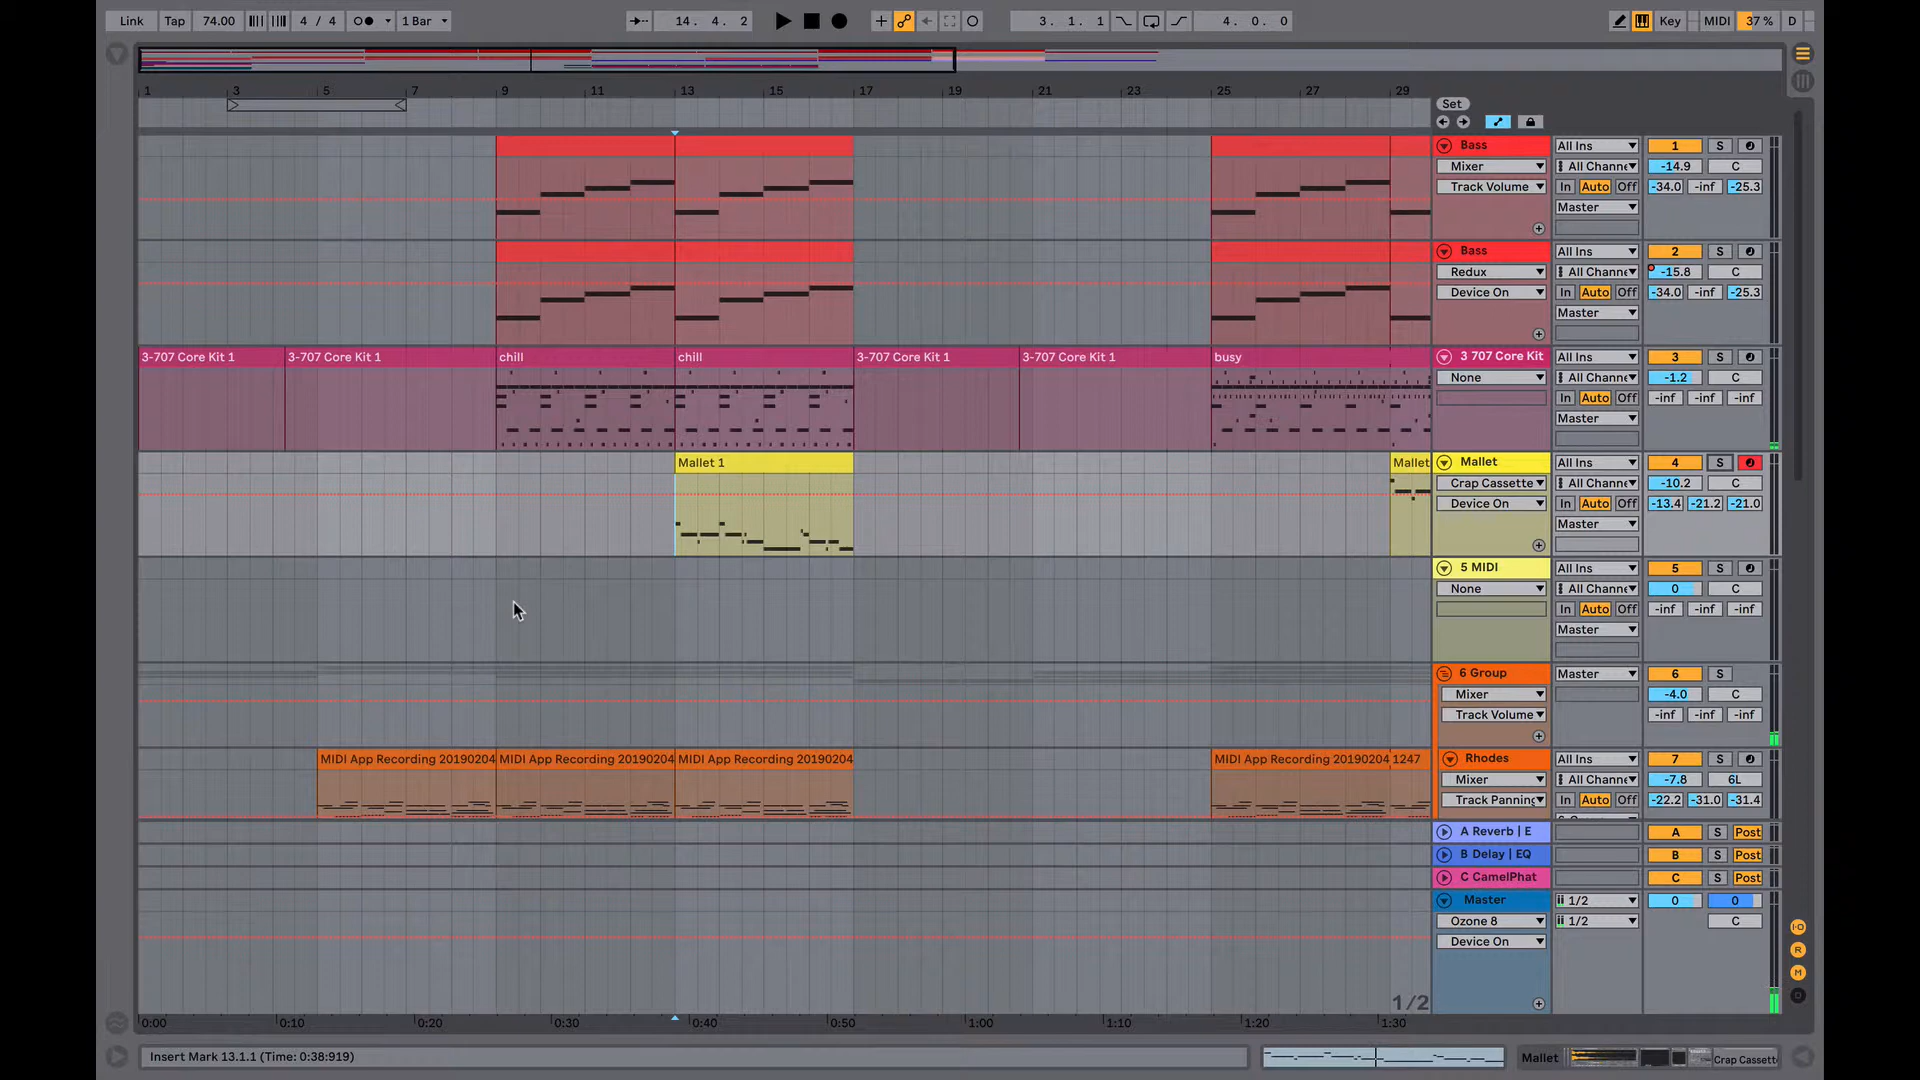 Link Tap 74.00 4 / 4 1 Bar 14. 4. 2 3. 1. 1 4. 0. 0 Key MIDI 37 % D
1 3 5 7 9 11 13 15 17 19 21 23 25 27 29
Set
Bass All Ins 1 S
Mixer All Channe -14.9 C
Track Volume In Auto Off -34.0 -inf -25.3
Master
Bass All Ins 2 S
Redux All Channe -15.8 C
Device On In Auto Off -34.0 -inf -25.3
Master
3-707 Core Kit 1 3-707 Core Kit 1 chill chill 3-707 Core Kit 1 3-707 Core Kit 1 busy 3 707 Core Kit All Ins 3 S
None All Channe -1.2 C
In Auto Off -inf -inf -inf
Master
Mallet 1 Mallet Mallet All Ins 4 S
Crap Cassette All Channe -10.2 C
Device On In Auto Off -13.4 -21.2 -21.0
Master
5 MIDI All Ins 5 S
None All Channe 0 C
In Auto Off -inf -inf -inf
Master
6 Group Master 6 S
Mixer -4.0 C
Track Volume -inf -inf -inf
MIDI App Recording 20190204 MIDI App Recording 20190204 MIDI App Recording 20190204 MIDI App Recording 20190204 1247 Rhodes All Ins 7 S
Mixer All Channe -7.8 6L
Track Panning In Auto Off -22.2 -31.0 -31.4
A Reverb | E A S Post
B Delay | EQ B S Post
C CamelPhat C S Post
Master 1/2 0 0
Ozone 8 1/2 C
Device On
1/2
0:00 0:10 0:20 0:30 0:40 0:50 1:00 1:10 1:20 1:30
Insert Mark 13.1.1 (Time: 0:38:919) Mallet Crap Cassett